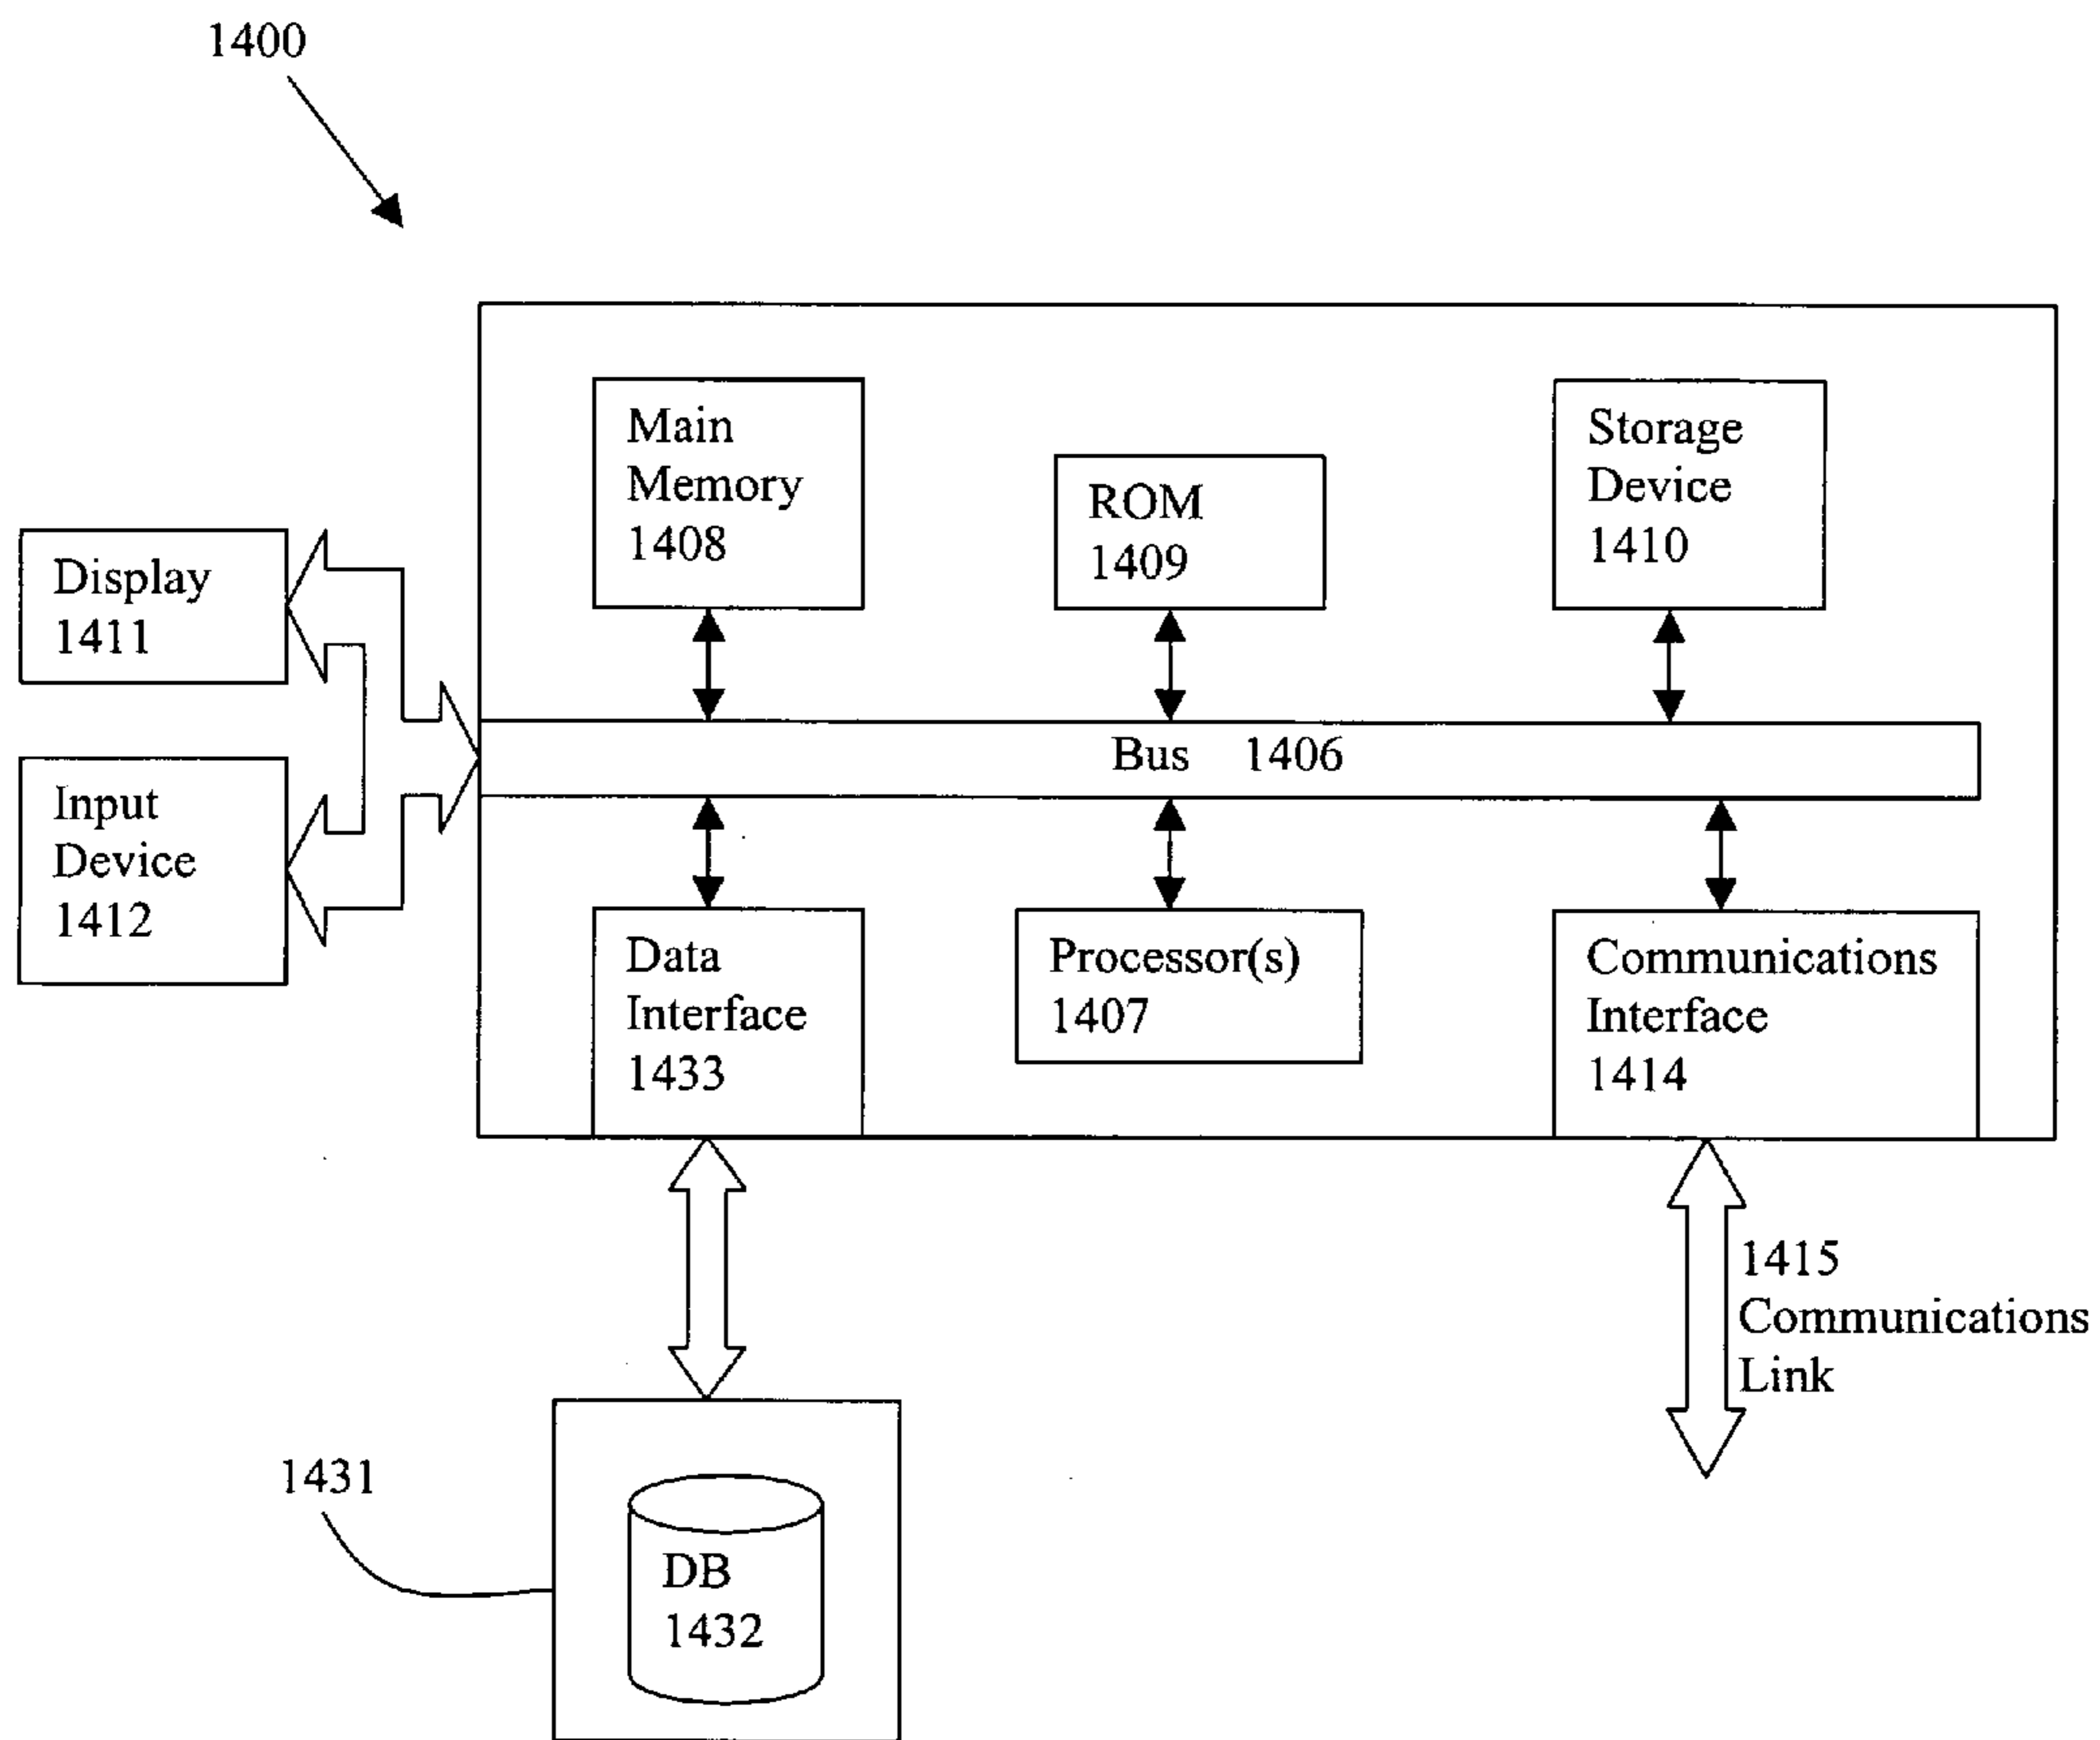 1400
Main
Memory
1408
ROM
1409
Storage
Device
1410
Display
1411
Input
Device
1412
Bus 1406
Data
Interface
1433
Processor(s)
1407
Communications
Interface
1414
1415
Communications
Link
1431
DB
1432